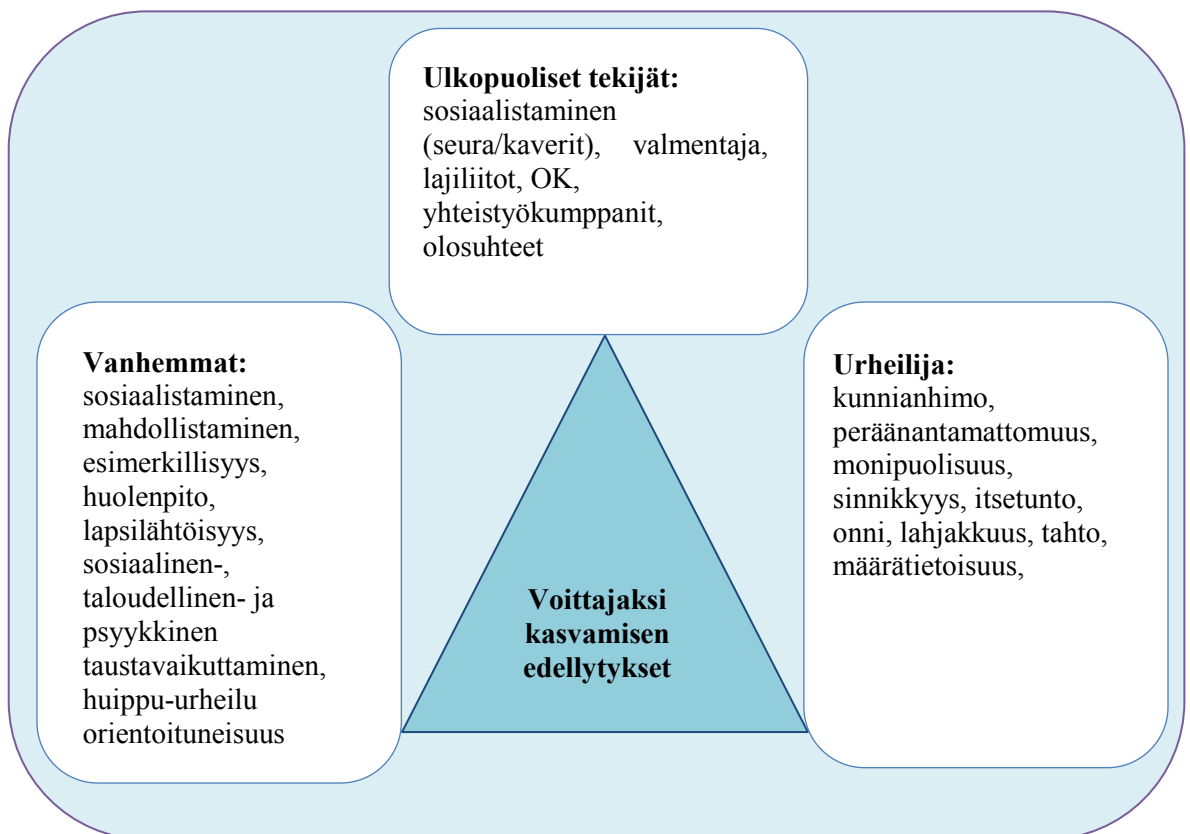 Ulkopuoliset tekijät:
sosiaalistaminen
(seura/kaverit), valmentaja,
lajiliitot, OK,
yhteistyökumppanit,
olosuhteet
Vanhemmat:
sosiaalistaminen,
mahdollistaminen,
esimerkillisyys,
huolenpito,
lapsilähtöisyys,
sosiaalinen-,
taloudellinen- ja
psyykkinen
taustavaikuttaminen,
huippu-urheilu
orientoituneisuus
Voittajaksi
kasvamisen
edellytykset
Urheilija:
kunnianhimo,
peräänantamattomuus,
monipuolisuus,
sinnikkyys, itsetunto,
onni, lahjakkuus, tahto,
määrätietoisuus,